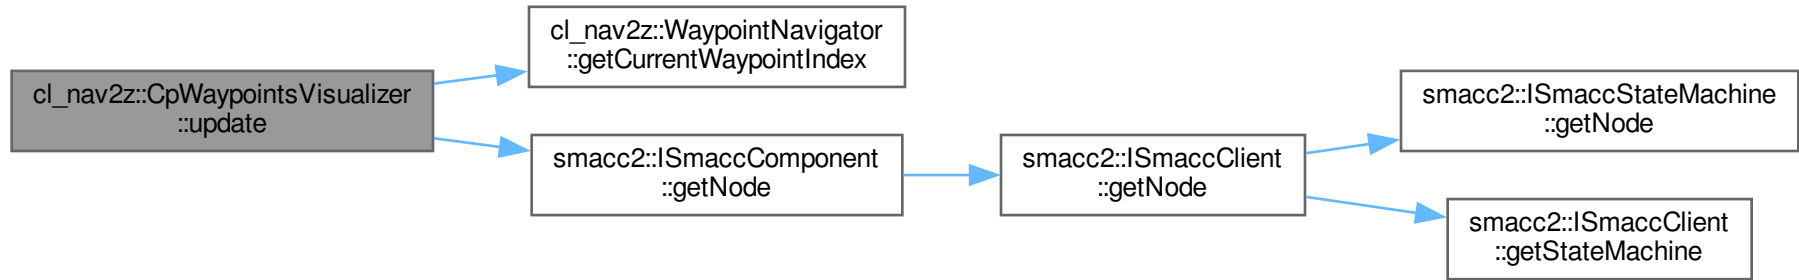 cl_nav2z::CpWaypointsVisualizer
::update
cl_nav2z::WaypointNavigator
::getCurrentWaypointIndex
smacc2::ISmaccComponent
::getNode
smacc2::ISmaccClient
::getNode
smacc2::ISmaccStateMachine
::getNode
smacc2::ISmaccClient
::getStateMachine